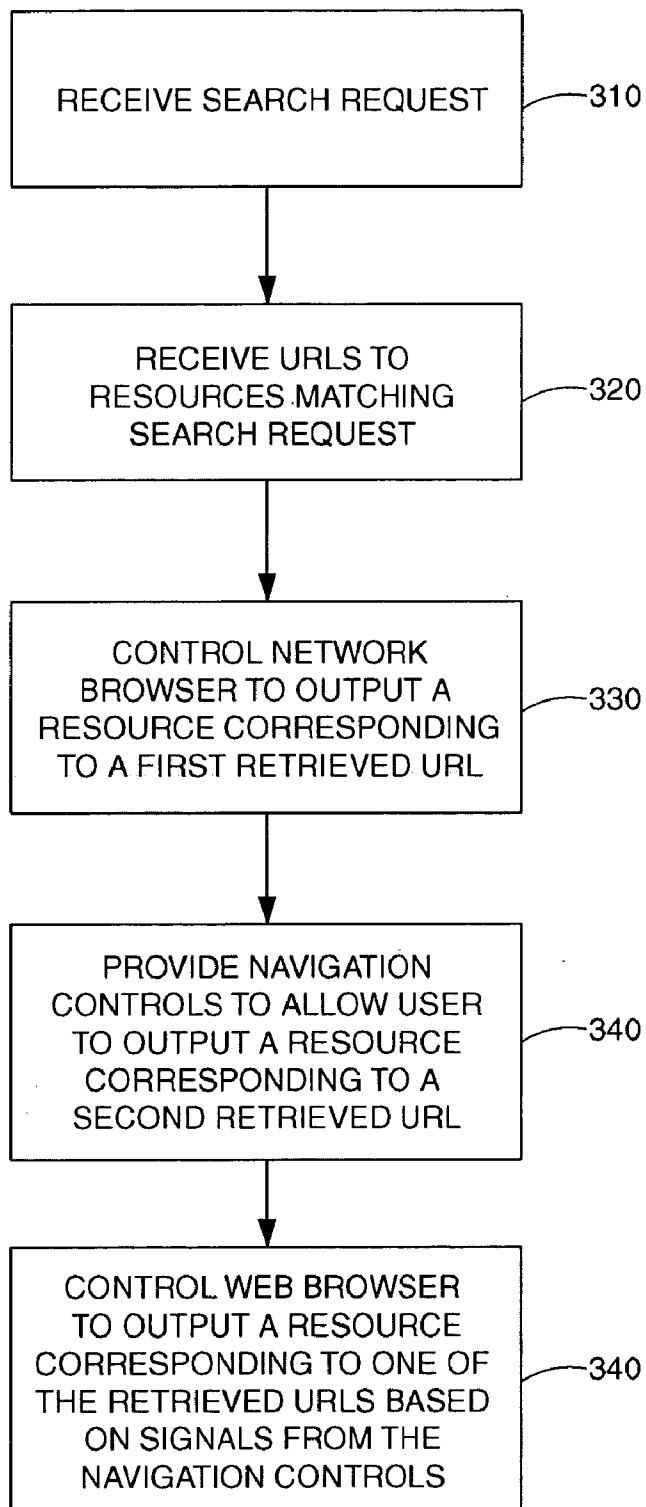 RECEIVE SEARCH REQUEST
310
RECEIVE URLS TO
RESOURCES MATCHING
SEARCH REQUEST
320
CONTROL NETWORK
BROWSER TO OUTPUT A
RESOURCE CORRESPONDING
TO A FIRST RETRIEVED URL
330
PROVIDE NAVIGATION
CONTROLS TO ALLOW USER
TO OUTPUT A RESOURCE
CORRESPONDING TO A
SECOND RETRIEVED URL
340
CONTROL WEB BROWSER
TO OUTPUT A RESOURCE
CORRESPONDING TO ONE OF
THE RETRIEVED URLS BASED
ON SIGNALS FROM THE
NAVIGATION CONTROLS
340